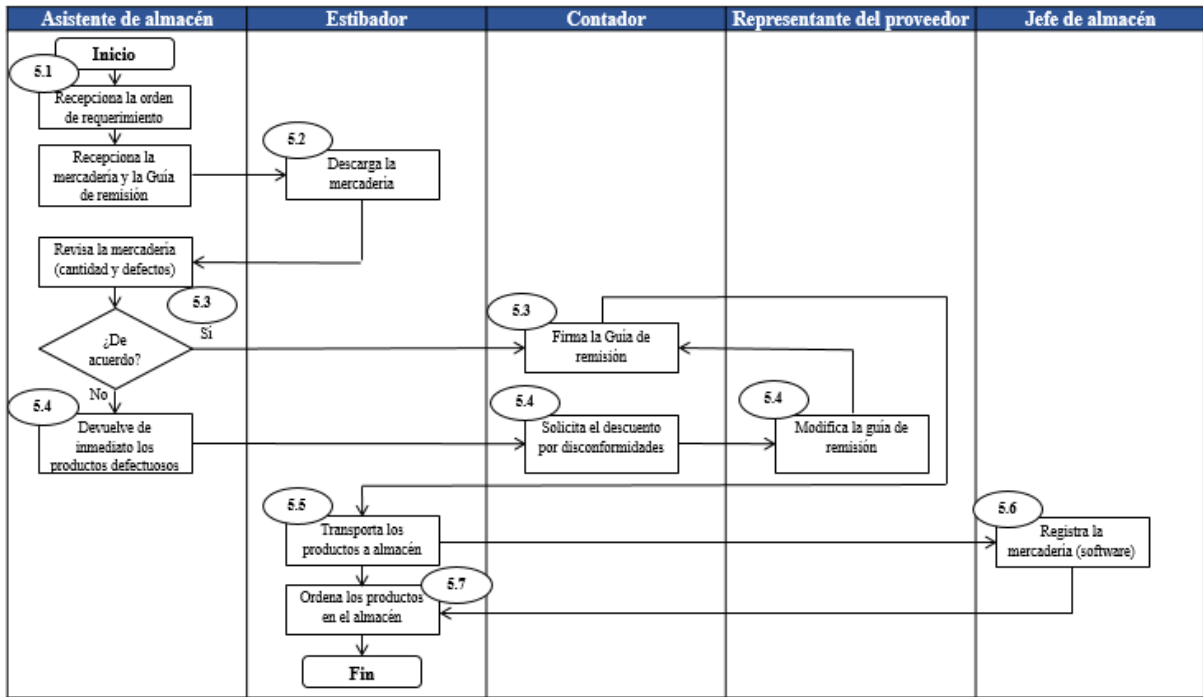 Asistente de almacén
Estibador
Contador
Representante del proveedor
Jefe de almacén
Inicio
5.1
Recepciona la orden
de requerimiento
5.2
Recepciona la
mercadería y la Guía
de remisión
Descarga la
mercadería
Revisa la mercadería
(cantidad y defectos)
5.3
Sí
¿De
acuerdo?
5.3
Firma la Guía de
remisión
No
5.4
Devuelve de
inmediato los
productos defectuosos
5.4
Solicita el descuento
por disconformidades
5.4
Modifica la guía de
remisión
5.5
Transporta los
productos a almacén
5.6
Registra la
mercadería (software)
5.7
Ordena los productos
en el almacén
Fin